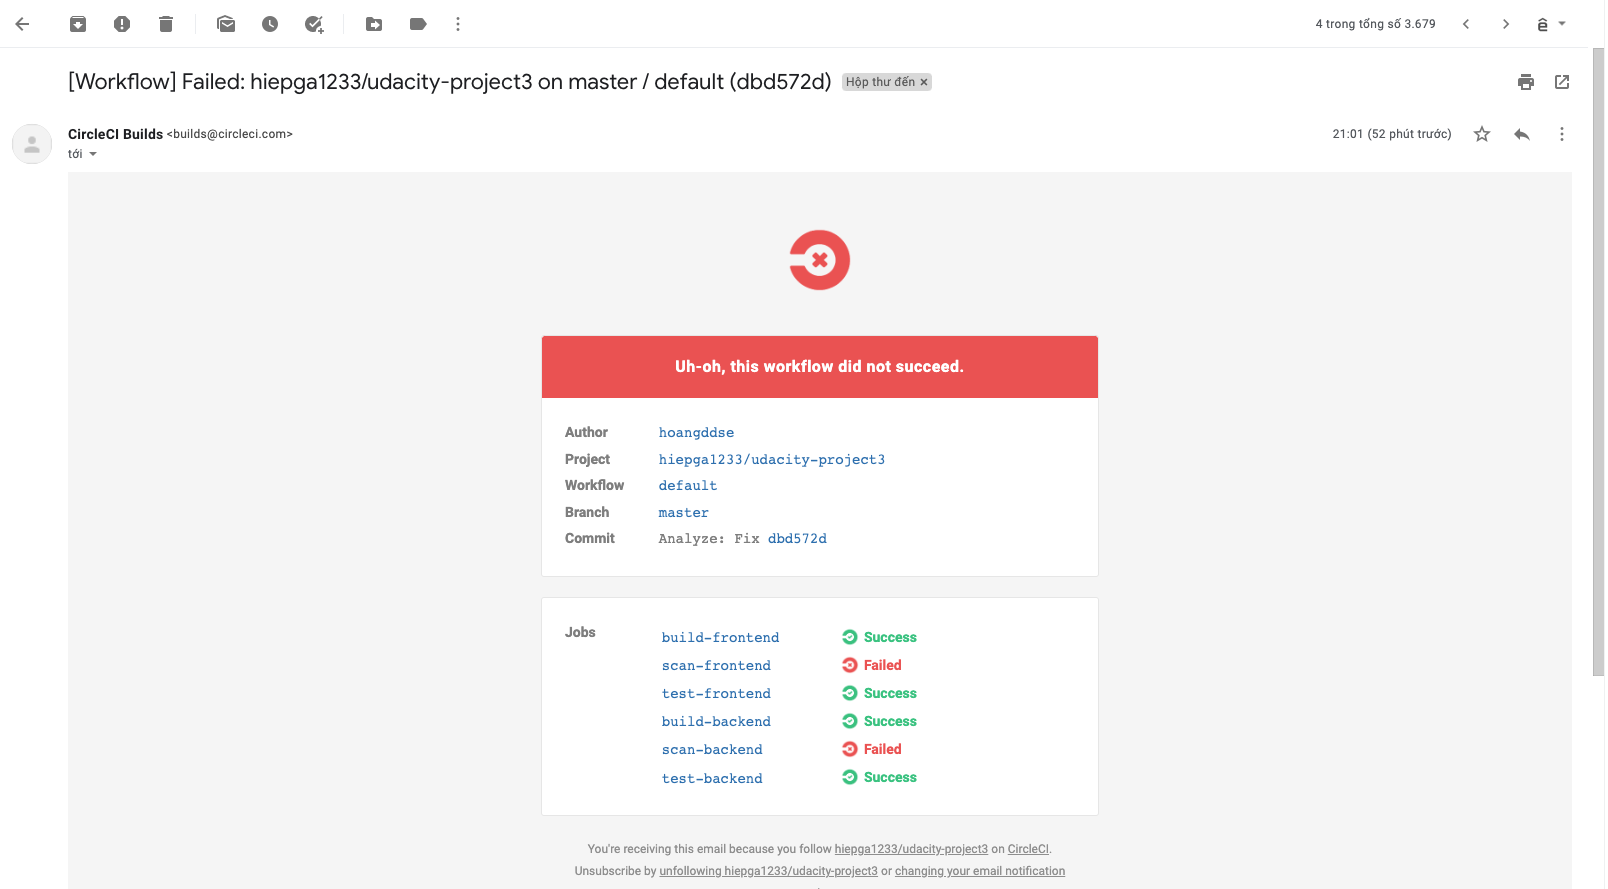 4 trong tổng số 3.679
ê
[Workflow] Failed: hiepga1233/udacity-project3 on master / default (dbd572d) Hộp thư đến ×
CircleCI Builds <builds@circleci.com>
21:01 (52 phút trước)
tới
Uh-oh, this workflow did not succeed.
Author hoangddse
Project hiepga1233/udacity-project3
Workflow default
Branch master
Commit Analyze: Fix dbd572d
Jobs
build-frontend Success
scan-frontend Failed
test-frontend Success
build-backend Success
scan-backend Failed
test-backend Success
You're receiving this email because you follow hiepga1233/udacity-project3 on CircleCI.
Unsubscribe by unfollowing hiepga1233/udacity-project3 or changing your email notification